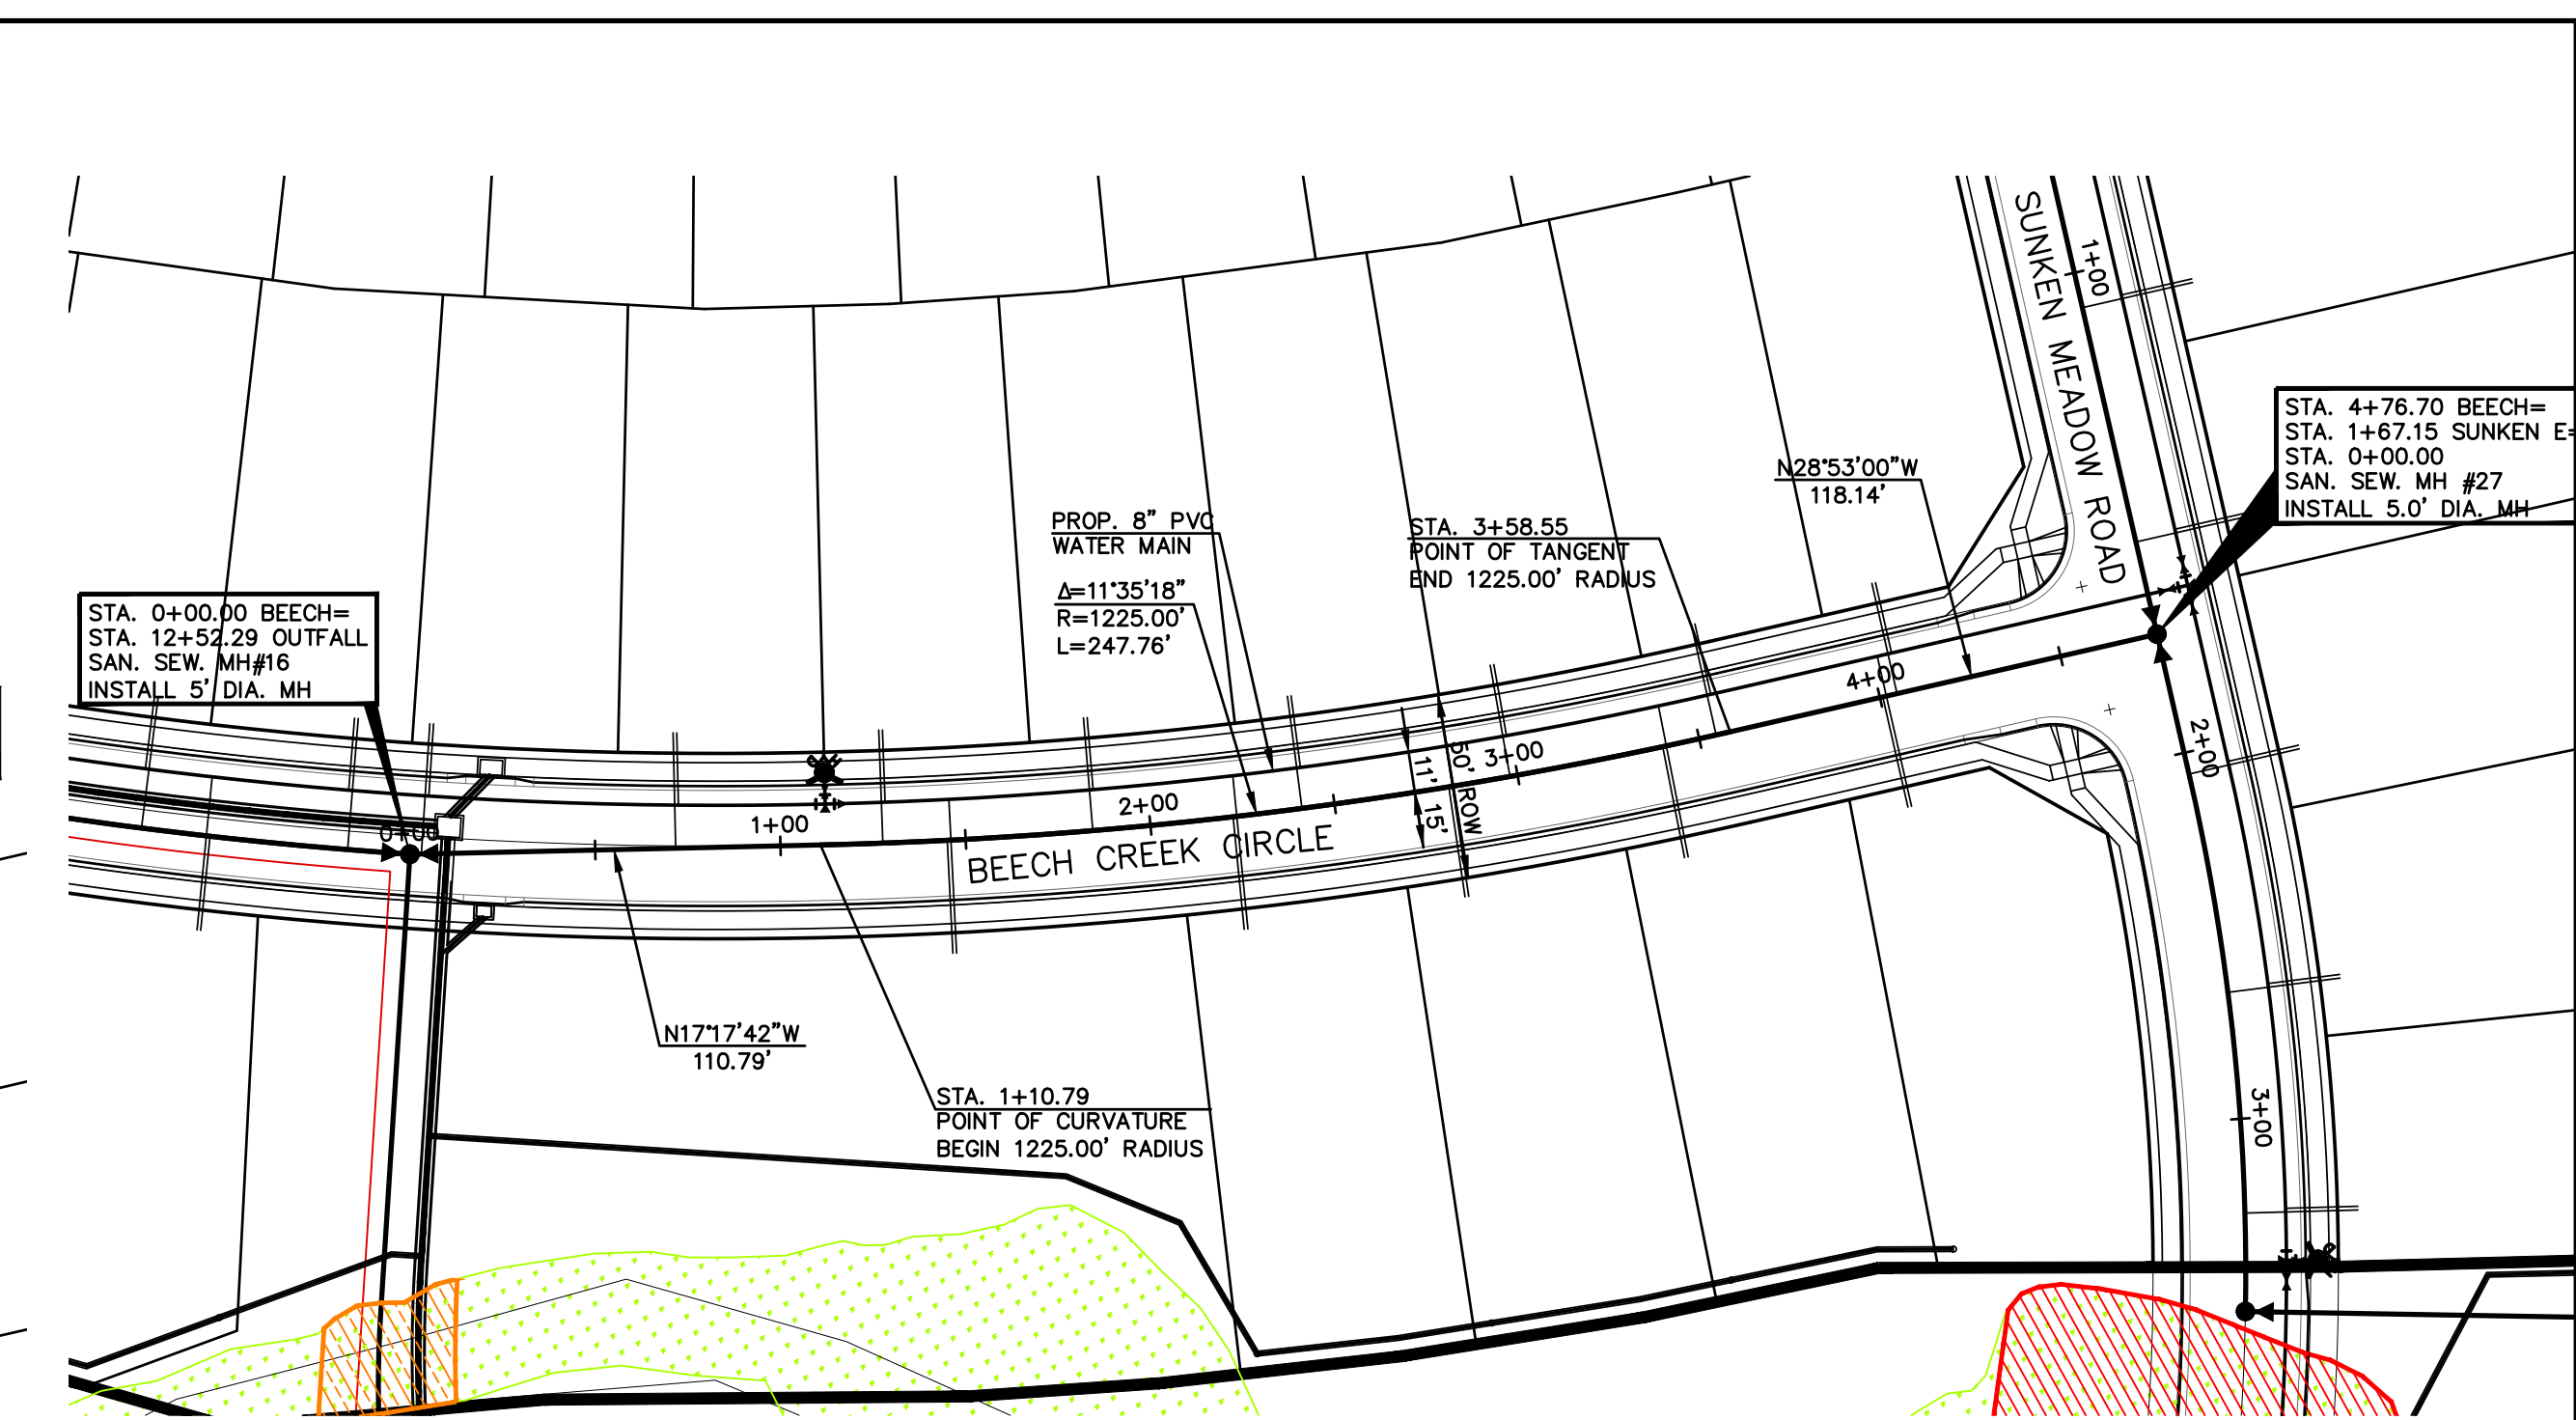 SUNKEN MEADOW ROAD
1+00
STA. 4+76.70 BEECH=
STA. 1+67.15 SUNKEN E=
STA. 0+00.00
SAN. SEW. MH #27
INSTALL 5.0' DIA. MH
N28°53'00"W
118.14'
PROP. 8" PVC
WATER MAIN
Δ=11°35'18"
R=1225.00'
L=247.76'
STA. 3+58.55
POINT OF TANGENT
END 1225.00' RADIUS
STA. 0+00.00 BEECH=
STA. 12+52.29 OUTFALL
SAN. SEW. MH#16
INSTALL 5' DIA. MH
0+00
1+00
2+00
3+00
4+00
11'
15'
50' ROW
BEECH CREEK CIRCLE
2+00
N17°17'42"W
110.79'
STA. 1+10.79
POINT OF CURVATURE
BEGIN 1225.00' RADIUS
3+00